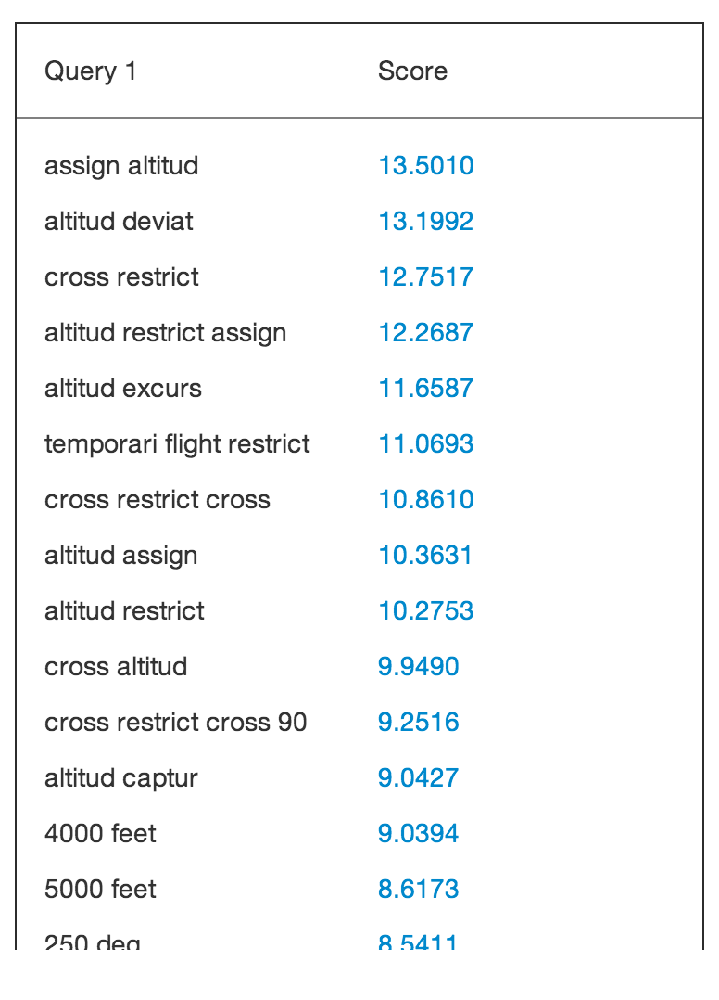 Query 1 Score
assign altitud 13.5010
altitud deviat 13.1992
cross restrict 12.7517
altitud restrict assign 12.2687
altitud excurs 11.6587
temporari flight restrict 11.0693
cross restrict cross 10.8610
altitud assign 10.3631
altitud restrict 10.2753
cross altitud 9.9490
cross restrict cross 90 9.2516
altitud captur 9.0427
4000 feet 9.0394
5000 feet 8.6173
250 deg 8.5411